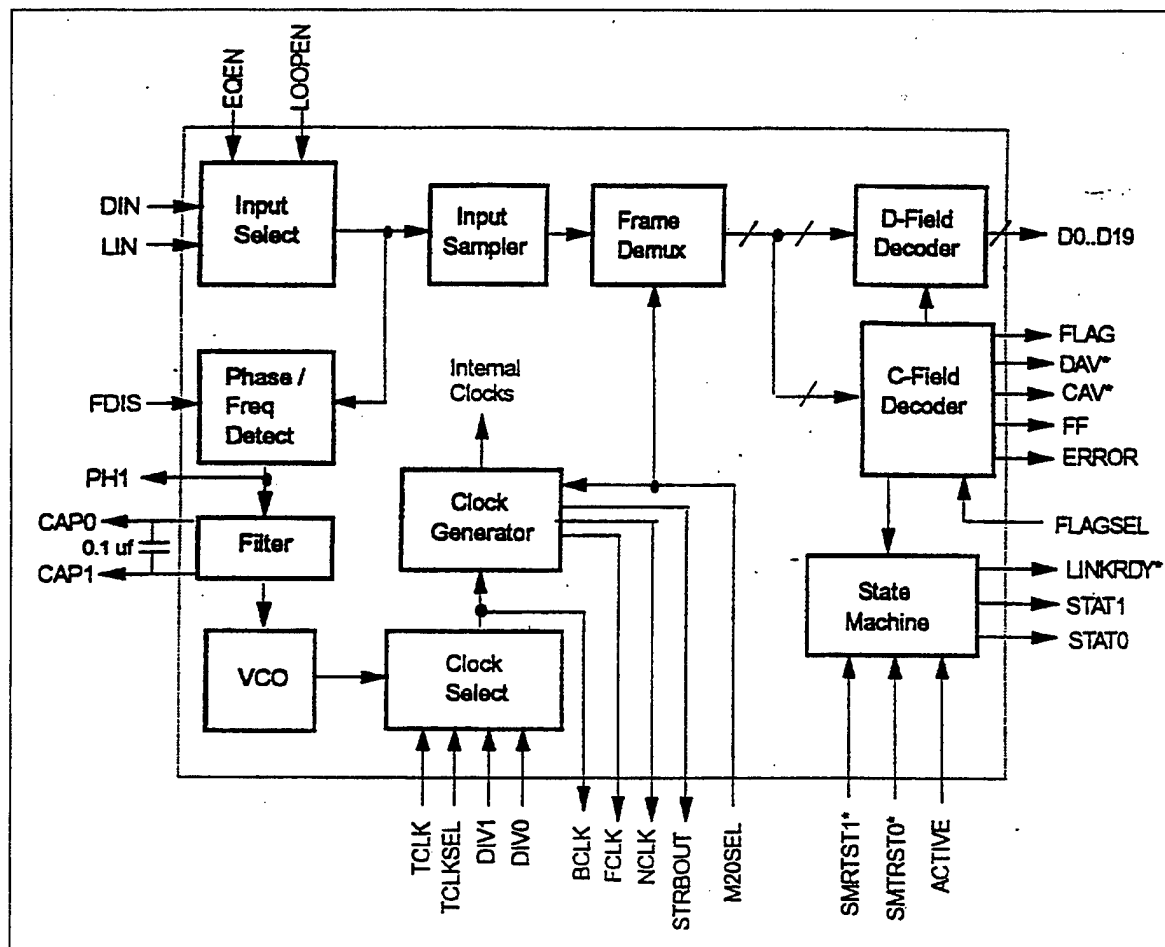 EQEN
LOOPEN
DIN
LIN
Input
Select
Input
Sampler
Frame
Demux
D-Field
Decoder
D0..D19
FDIS
Phase /
Freq
Detect
Internal
Clocks
C-Field
Decoder
FLAG
DAV*
CAV*
FF
ERROR
FLAGSEL
PH1
CAP0
0.1 uf
CAP1
Filter
Clock
Generator
State
Machine
LINKRDY*
STAT1
STAT0
VCO
Clock
Select
TCLK
TCLKSEL
DIV1
DIV0
BCLK
FCLK
NCLK
STRBOUT
M20SEL
SMRTST1*
SMTRST0*
ACTIVE